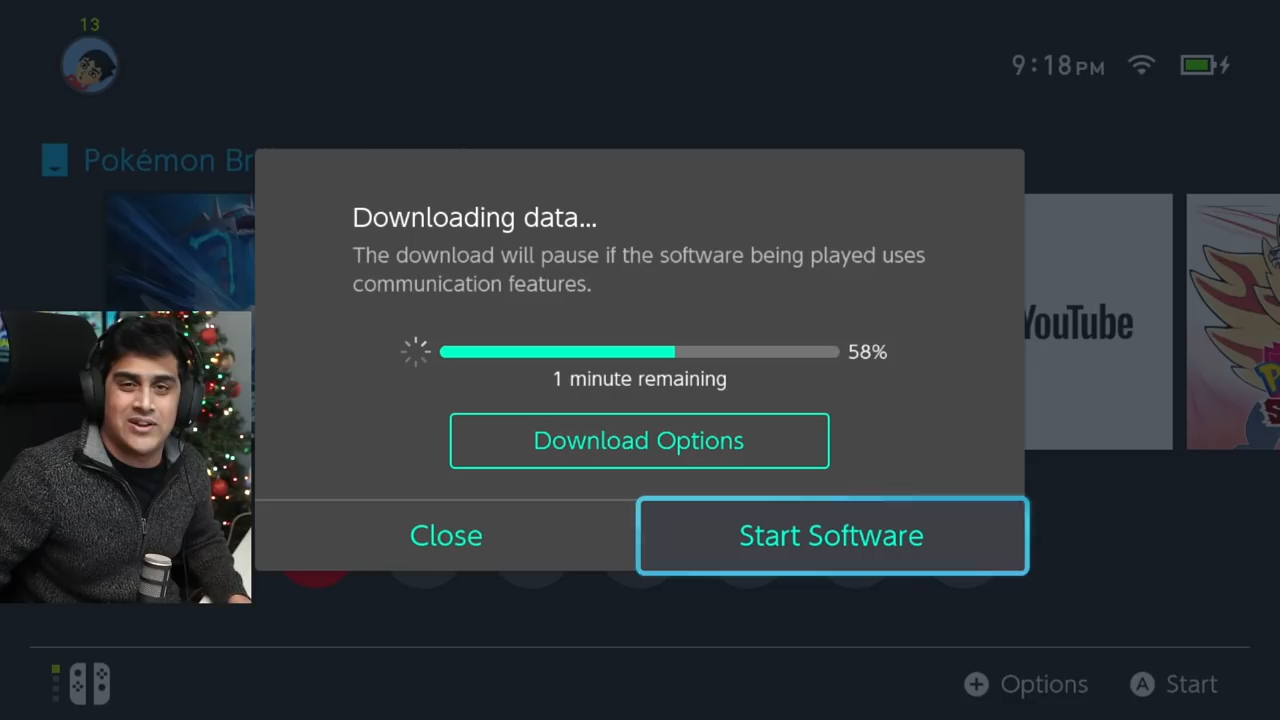 13
9:18 PM
Pokémon Br
Downloading data...
The download will pause if the software being played uses
communication features.
58%
1 minute remaining
Download Options
YouTube
Close
Start Software
Options
Start